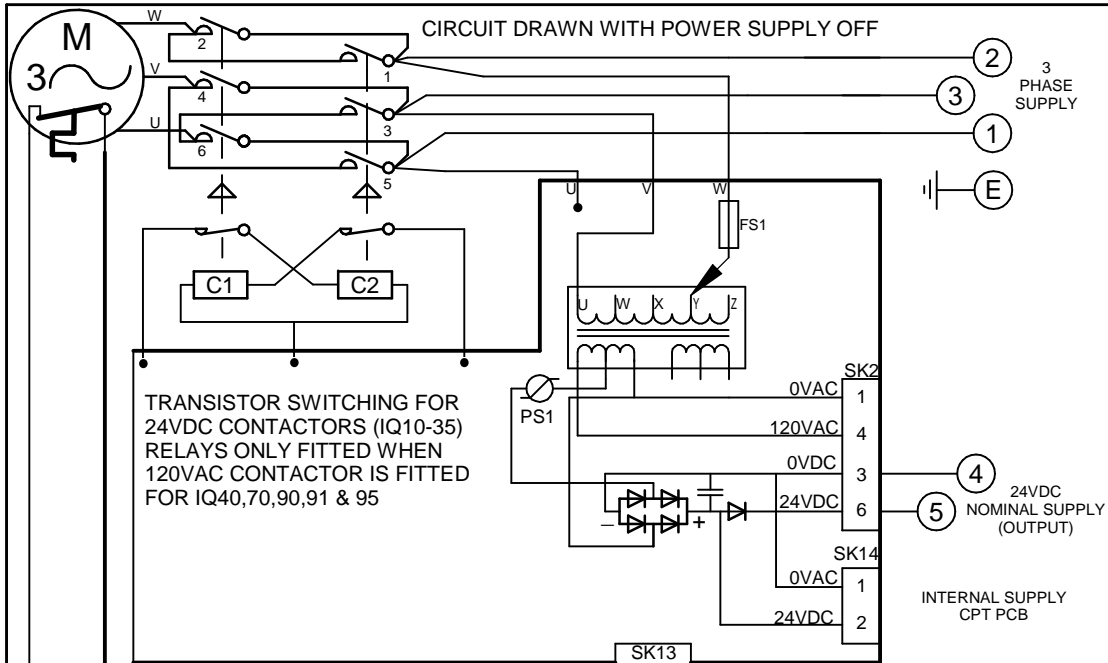 CIRCUIT DRAWN WITH POWER SUPPLY OFF
W
M
3
V
U
2
4
6
1
3
5
2
3
1
E
3
PHASE
SUPPLY
U V W
FS1
C1 C2
U W X Y Z
PS1
TRANSISTOR SWITCHING FOR
24VDC CONTACTORS (IQ10-35)
RELAYS ONLY FITTED WHEN
120VAC CONTACTOR IS FITTED
FOR IQ40,70,90,91 & 95
SK2
0VAC 1
120VAC 4
0VDC 3
24VDC 6
4
5
24VDC
NOMINAL SUPPLY
(OUTPUT)
– +
SK14
0VAC 1
24VDC 2
INTERNAL SUPPLY
CPT PCB
SK13